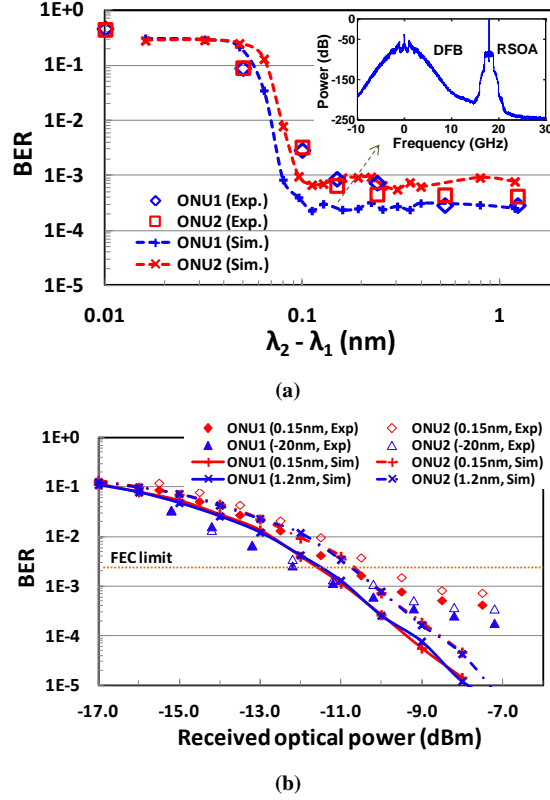 (a)
1E+0
1E-1
1E-2
1E-3
1E-4
1E-5
BER
0.01
0.1
1
λ₂ - λ₁ (nm)
ONU1 (Exp.)
ONU2 (Exp.)
ONU1 (Sim.)
ONU2 (Sim.)
Power (dB)
50
-50
-150
-250
DFB
RSOA
-10
0
10
20
30
Frequency (GHz)
(a)
1E+0
1E-1
1E-2
1E-3
1E-4
1E-5
BER
ONU1 (0.15nm, Exp)
ONU2 (0.15nm, Exp)
ONU1 (-20nm, Exp)
ONU2 (-20nm, Exp)
ONU1 (0.15nm, Sim)
ONU2 (0.15nm, Sim)
ONU1 (1.2nm, Sim)
ONU2 (1.2nm, Sim)
FEC limit
-17.0
-15.0
-13.0
-11.0
-9.0
-7.0
Received optical power (dBm)
(b)